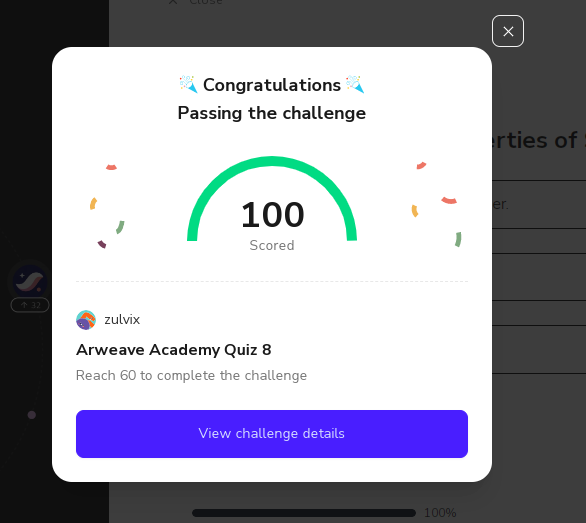 Close
Congratulations
Passing the challenge
erties of
100
Scored
er.
33
zulvix
Arweave Academy Quiz 8
Reach 60 to complete the challenge
View challenge details
100%